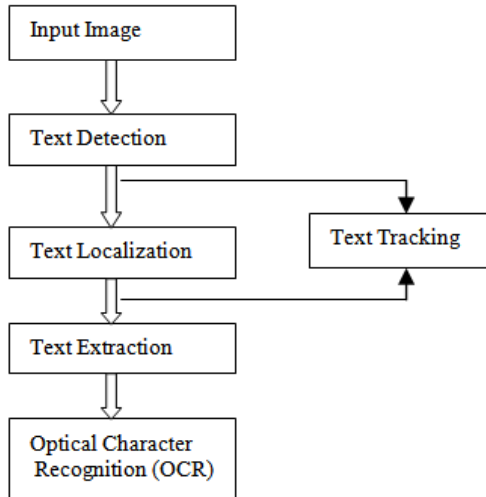 Input Image
Text Detection
Text Localization
Text Tracking
Text Extraction
Optical Character
Recognition (OCR)